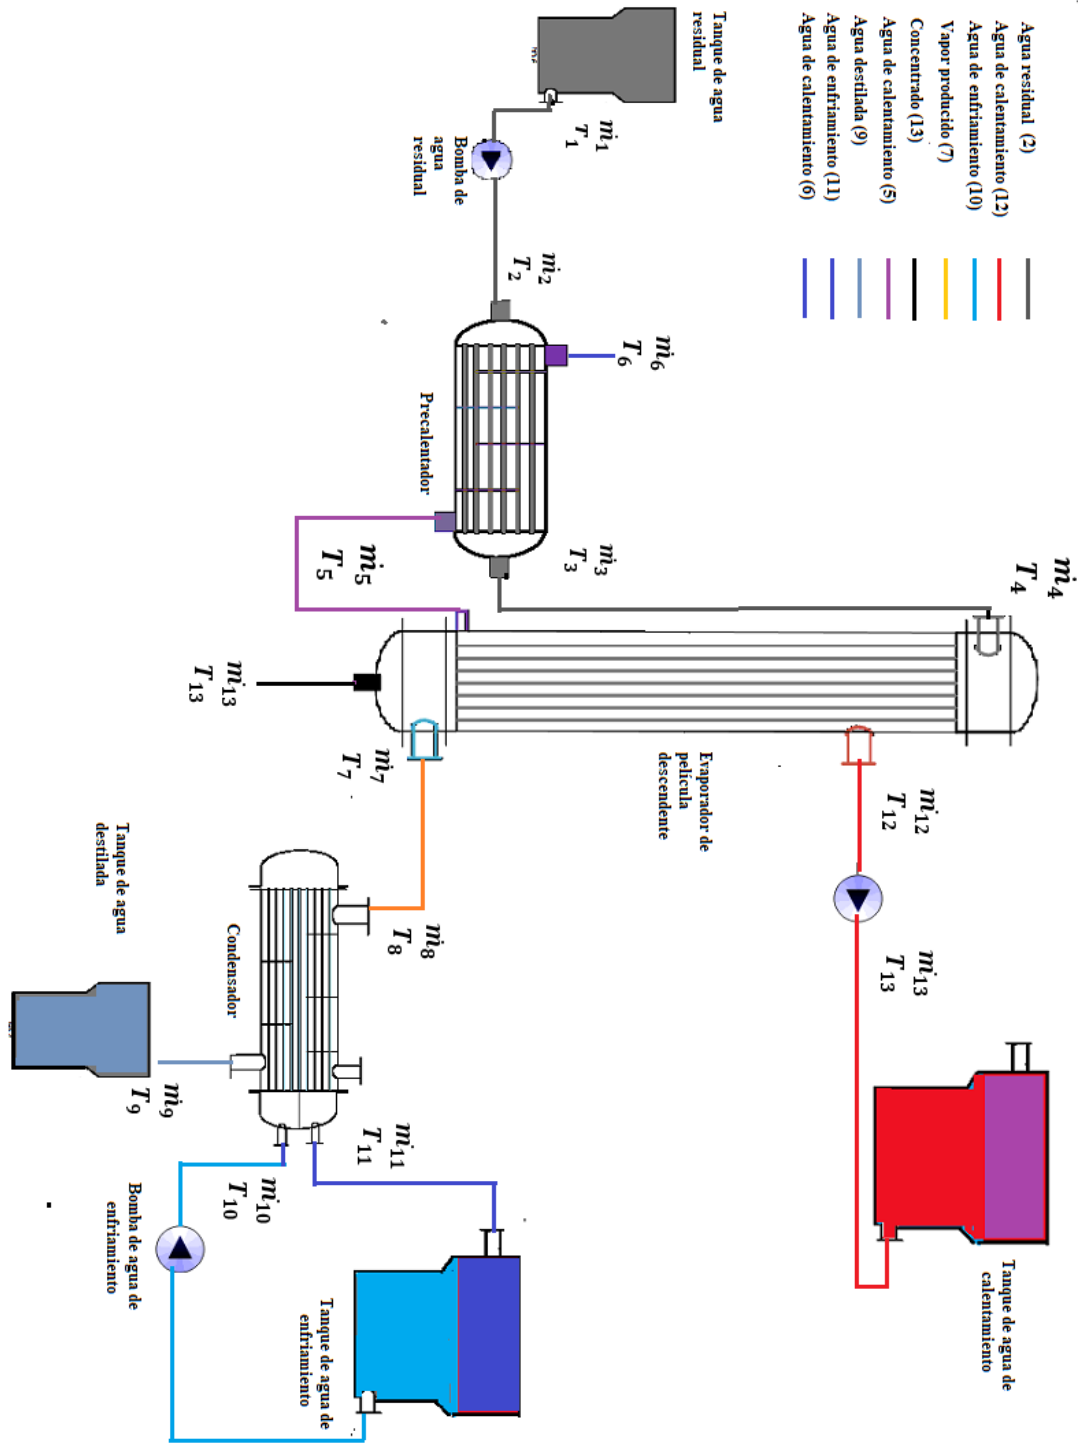 Agua residual (2)
Agua de calentamiento (12)
Agua de enfriamiento (10)
Vapor producido (7)
Concentrado (13)
Agua de calentamiento (5)
Agua destilada (9)
Agua de enfriamiento (11)
Agua de calentamiento (6)
Tanque de agua
residual
ṁ1
T1
Bomba de
agua
residual
ṁ2
T2
ṁ6
T6
Precalentador
ṁ3
T3
ṁ5
T5
ṁ4
T4
ṁ13
T13
ṁ7
T7
Evaporador de
película
descendente
ṁ12
T12
ṁ13
T13
Tanque de agua de
calentamiento
ṁ8
T8
Condensador
Tanque de agua
destilada
ṁ9
T9
ṁ11
T11
ṁ10
T10
Bomba de agua de
enfriamiento
Tanque de agua de
enfriamiento